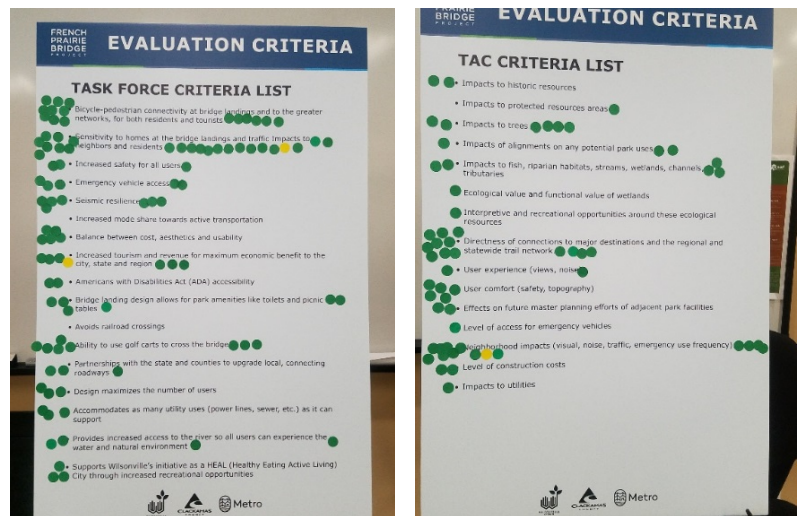 FRENCH
PRAIRIE
BRIDGE
PROJECT
EVALUATION CRITERIA
TASK FORCE CRITERIA LIST
Bicycle-pedestrian connectivity at bridge landings and to the greater
networks, for both residents and tourists
Sensitivity to homes at the bridge landings and traffic impacts to
neighbors and residents
• Increased safety for all users
• Emergency vehicle access
• Seismic resilience
• Increased mode share towards active transportation
• Balance between cost, aesthetics and usability
• Increased tourism and revenue for maximum economic benefit to the
city, state and region
• Americans with Disabilities Act (ADA) accessibility
• Bridge landing design allows for park amenities like toilets and picnic
tables
• Avoids railroad crossings
Ability to use golf carts to cross the bridge
• Partnerships with the state and counties to upgrade local, connecting
roadways
• Design maximizes the number of users
• Accommodates as many utility uses (power lines, sewer, etc.) as it can
support
• Provides increased access to the river so all users can experience the
water and natural environment
• Supports Wilsonville's initiative as a HEAL (Healthy Eating Active Living)
City through increased recreational opportunities
CLACKAMAS
COUNTY
Metro
FRENCH
PRAIRIE
BRIDGE
PROJECT
EVALUATION CRITERIA
TAC CRITERIA LIST
• Impacts to historic resources
• Impacts to protected resources areas
• Impacts to trees
• Impacts of alignments on any potential park uses
• Impacts to fish, riparian habitats, streams, wetlands, channels,
tributaries
Ecological value and functional value of wetlands
• Interpretive and recreational opportunities around these ecological
resources
• Directness of connections to major destinations and the regional and
statewide trail network
• User experience (views, noise
• User comfort (safety, topography)
• Effects on future master planning efforts of adjacent park facilities
Level of access for emergency vehicles
Neighborhood impacts (visual, noise, traffic, emergency use frequency)
• Level of construction costs
• Impacts to utilities
CLACKAMAS
COUNTY
Metro